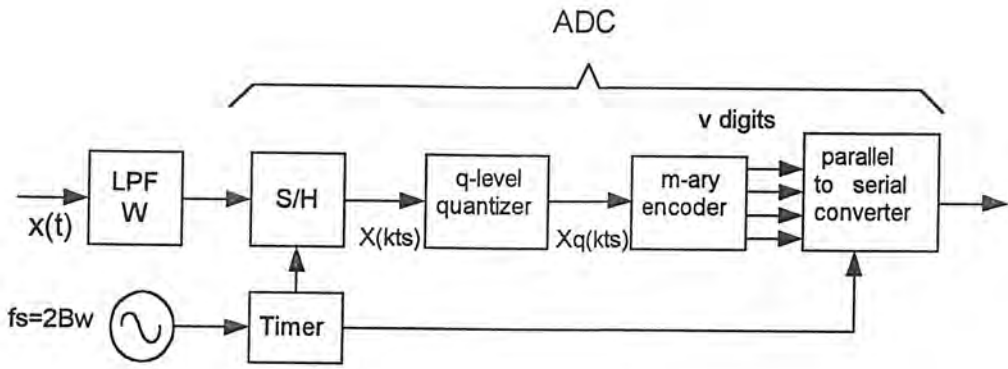 ADC
v digits
LPF
W
S/H
q-level
quantizer
m-ary
encoder
parallel
to serial
converter
x(t)
X(kts)
Xq(kts)
fs=2Bw
Timer